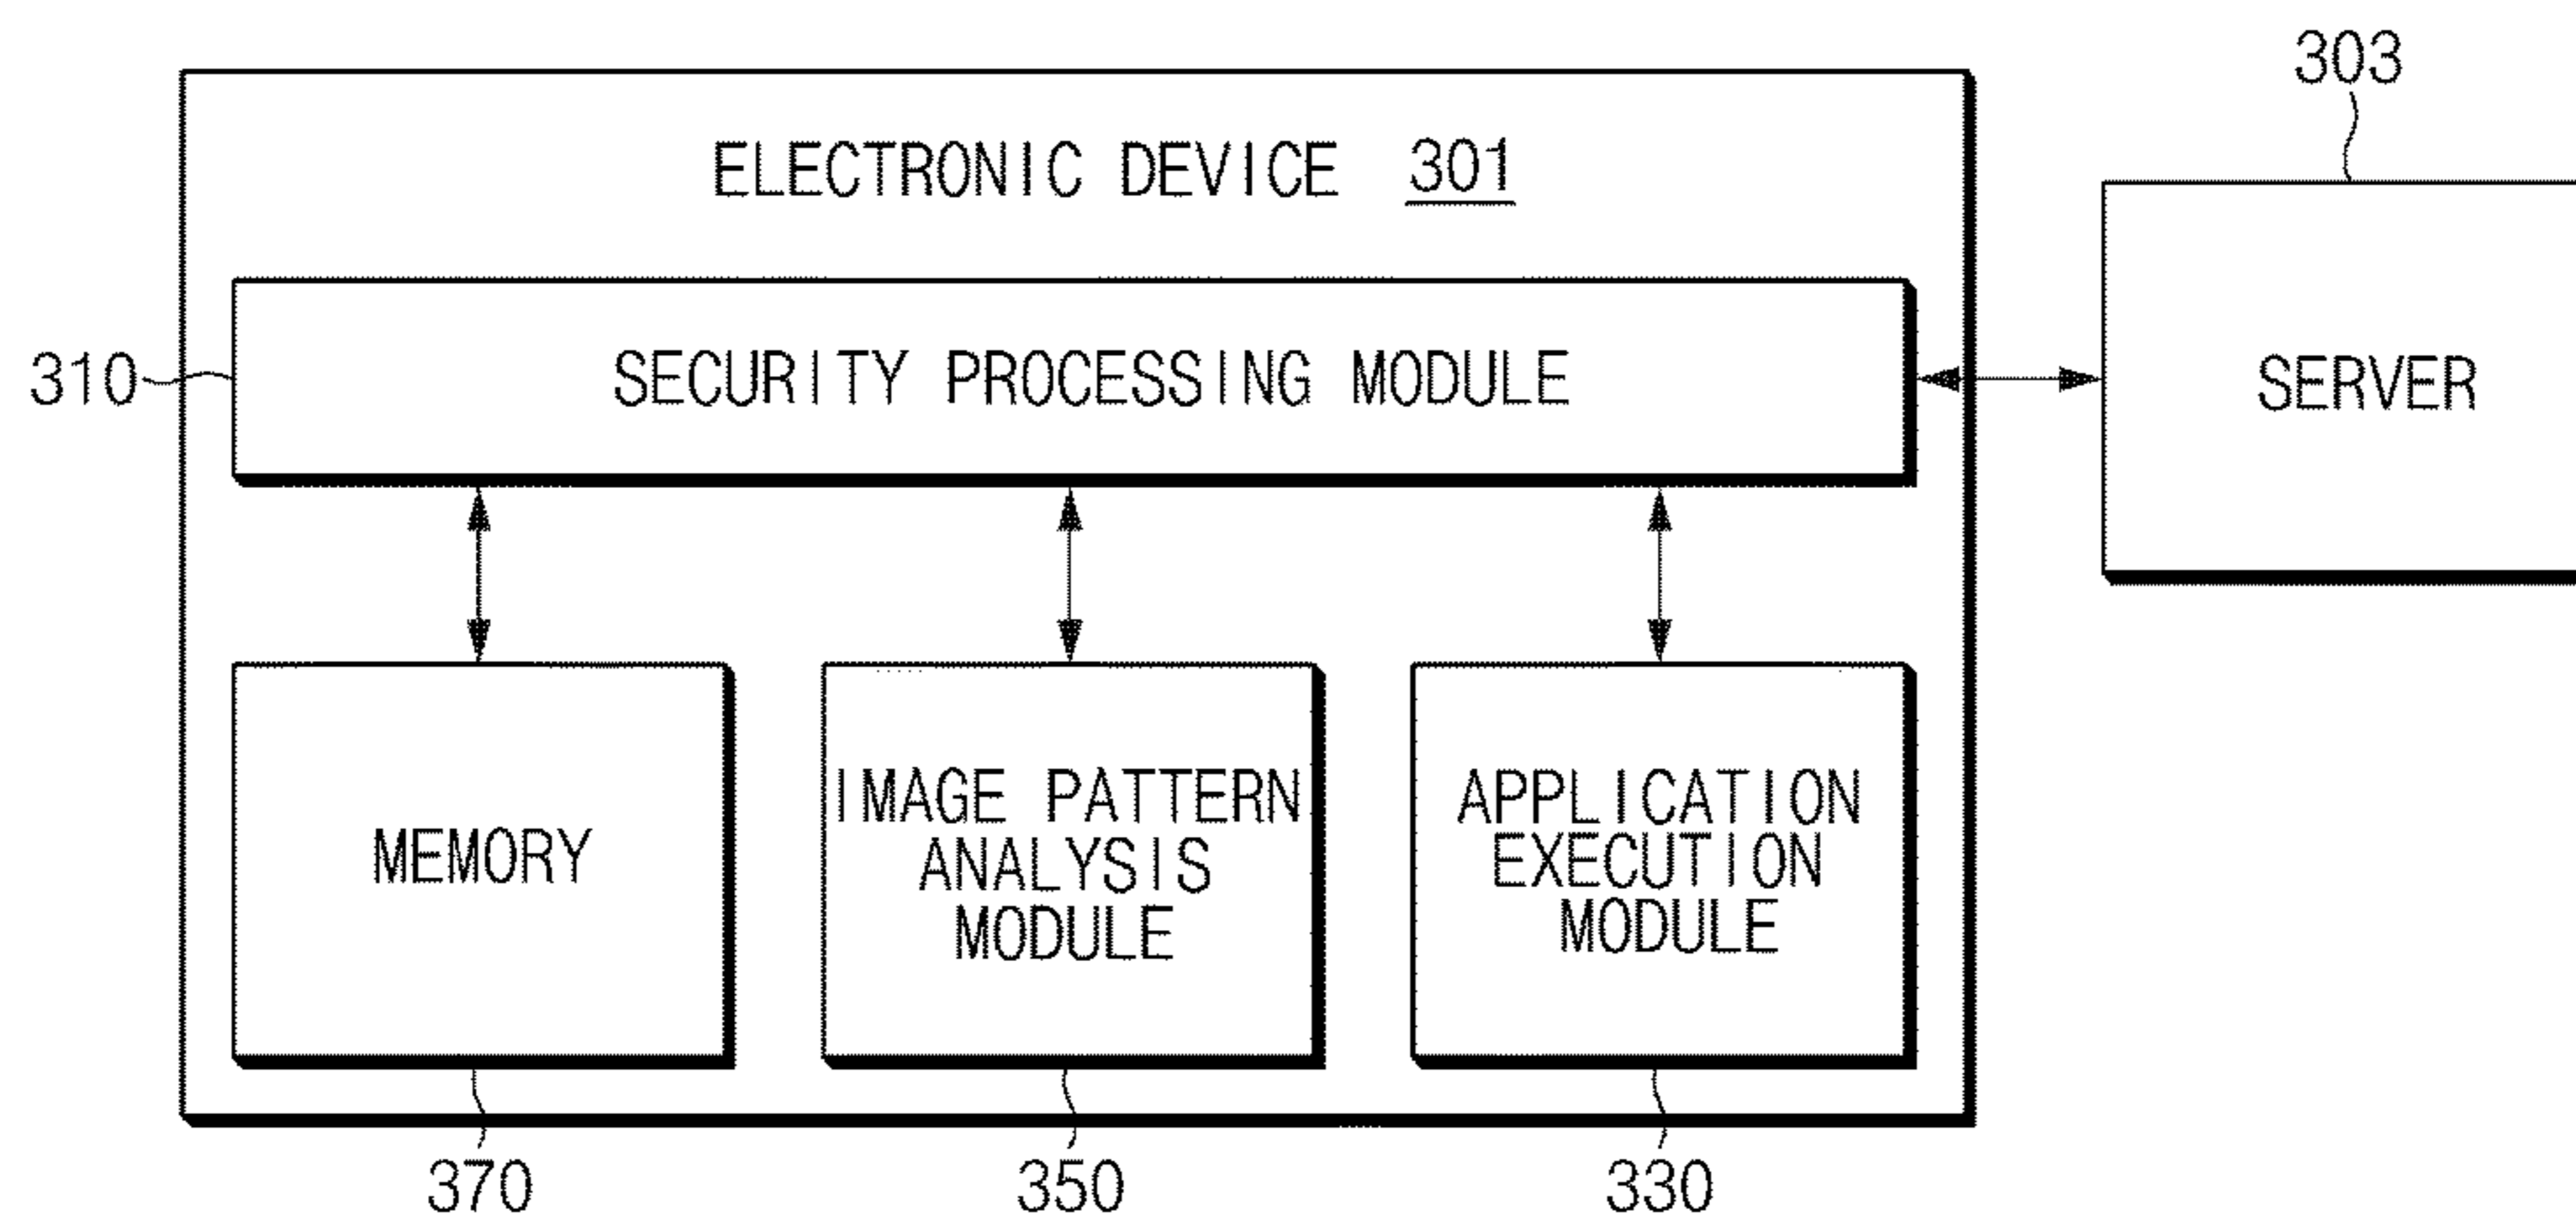 303
ELECTRONIC DEVICE 301
310
SECURITY PROCESSING MODULE
SERVER
MEMORY
IMAGE PATTERN
ANALYSIS
MODULE
APPLICATION
EXECUTION
MODULE
370
350
330